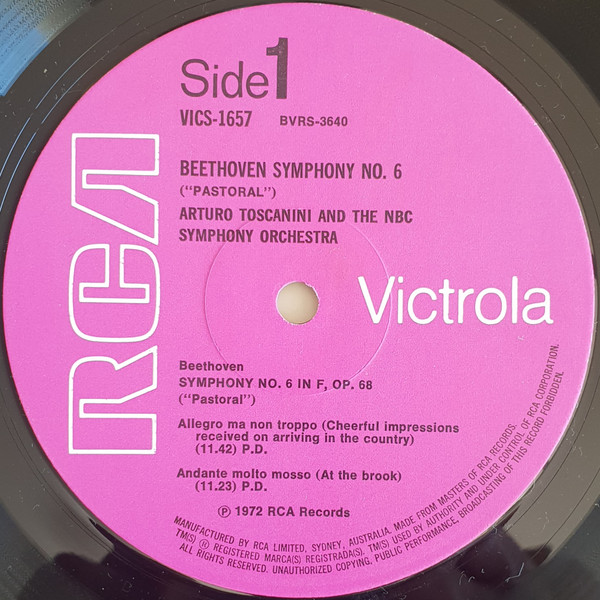 Side 1
VICS-1657 BVRS-3640
BEETHOVEN SYMPHONY NO. 6
("PASTORAL")
ARTURO TOSCANINI AND THE NBC
SYMPHONY ORCHESTRA
RCA
Victrola
Beethoven
SYMPHONY NO. 6 IN F, OP. 68
("Pastoral")
Allegro ma non troppo (Cheerful impressions
received on arriving in the country)
(11.42) P.D.
Andante molto mosso (At the brook)
(11.23) P.D.
Ⓟ 1972 RCA Records
MANUFACTURED BY RCA LIMITED, SYDNEY, AUSTRALIA. MADE FROM MASTERS OF RCA RECORDS.
TM(S) ® REGISTERED MARCA(S) REGISTRADA(S). TM(S) USED BY AUTHORITY AND UNDER CONTROL OF RCA CORPORATION.
ALL RIGHTS RESERVED. UNAUTHORIZED COPYING, PUBLIC PERFORMANCE, BROADCASTING OF THIS RECORD FORBIDDEN.